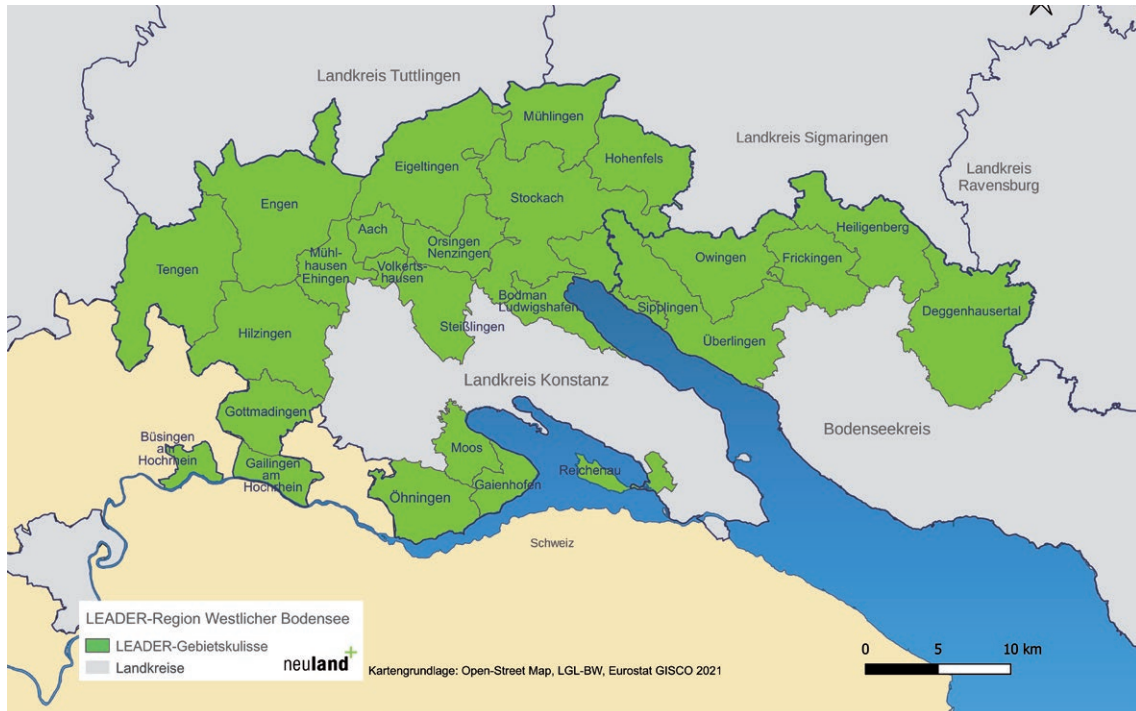 Landkreis Tuttlingen
Mühlingen
Landkreis Sigmaringen
Hohenfels
Eigeltingen
Landkreis
Ravensburg
Engen
Stockach
Aach
Heiligenberg
Orsingen
Nenzingen
Owingen
Frickingen
Tengen
Mühl-
hausen
Ehingen
Volkerts-
hausen
Bodman
Ludwigshafen
Sipplingen
Deggenhausertal
Hilzingen
Steißlingen
Überlingen
Landkreis Konstanz
Gottmadingen
Bodenseekreis
Büsingen
am
Hochrhein
Moos
Gailingen
am
Hochrhein
Reichenau
Gaienhofen
Öhningen
Schweiz
LEADER-Region Westlicher Bodensee
LEADER-Gebietskulisse
Landkreise
neuland+
Kartengrundlage: Open-Street Map, LGL-BW, Eurostat GISCO 2021
0 5 10 km